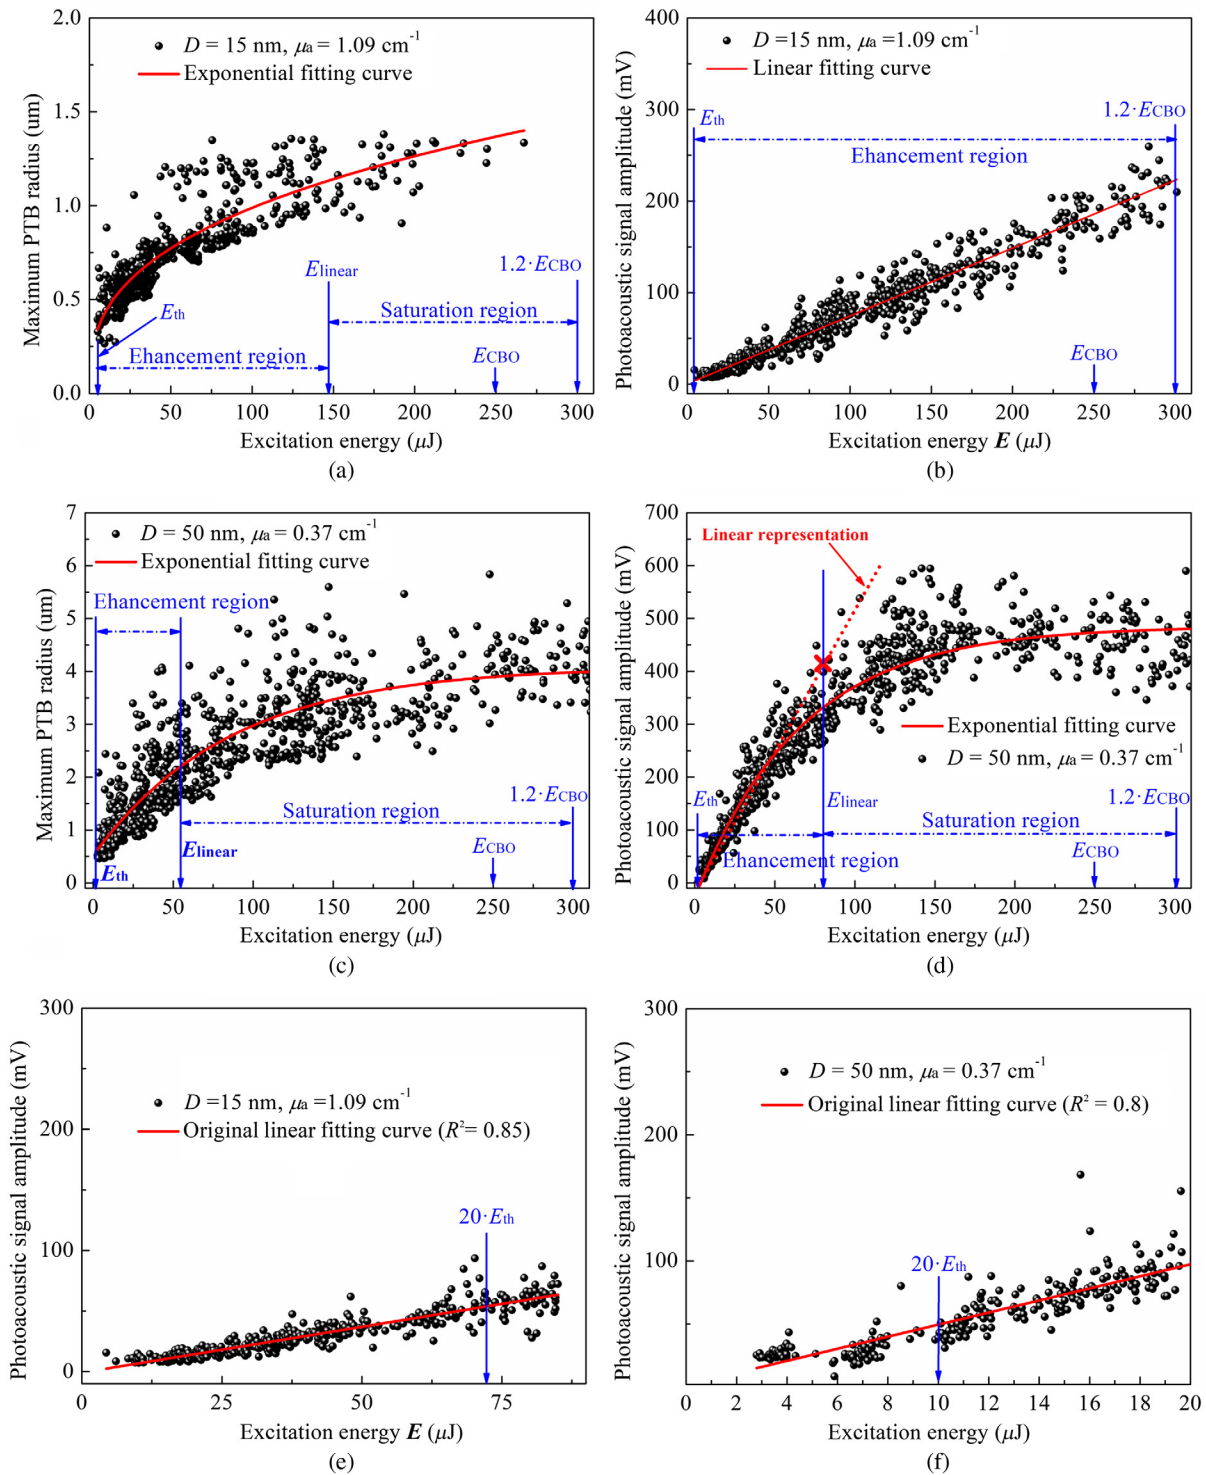 2.0
1.5
1.0
0.5
0.0
Maximum PTB radius (um)
D = 15 nm, μa = 1.09 cm-1
Exponential fitting curve
Elinear
1.2·ECBO
Eth
Saturation region
Ehancement region
ECBO
0 50 100 150 200 250 300
Excitation energy (μJ)
(a)
400
300
200
100
0
Photoacoustic signal amplitude (mV)
D =15 nm, μa =1.09 cm-1
Linear fitting curve
Eth
1.2·ECBO
Ehancement region
ECBO
0 50 100 150 200 250 300
Excitation energy E (μJ)
(b)
7
6
5
4
3
2
1
0
Maximum PTB radius (um)
D = 50 nm, μa = 0.37 cm-1
Exponential fitting curve
Ehancement region
1.2·ECBO
Saturation region
Elinear
ECBO
Eth
0 50 100 150 200 250 300
Excitation energy (μJ)
(c)
700
600
500
400
300
200
100
0
Photoacoustic signal amplitude (mV)
Linear representation
Exponential fitting curve
D = 50 nm, μa = 0.37 cm-1
Eth
Elinear
1.2·ECBO
Saturation region
Ehancement region
ECBO
0 50 100 150 200 250 300
Excitation energy (μJ)
(d)
300
200
100
0
Photoacoustic signal amplitude (mV)
D =15 nm, μa =1.09 cm-1
Original linear fitting curve (R2= 0.85)
20·Eth
0 25 50 75
Excitation energy E (μJ)
(e)
300
200
100
Photoacoustic signal amplitude (mV)
D = 50 nm, μa = 0.37 cm-1
Original linear fitting curve (R2 = 0.8)
20·Eth
0 2 4 6 8 10 12 14 16 18 20
Excitation energy (μJ)
(f)